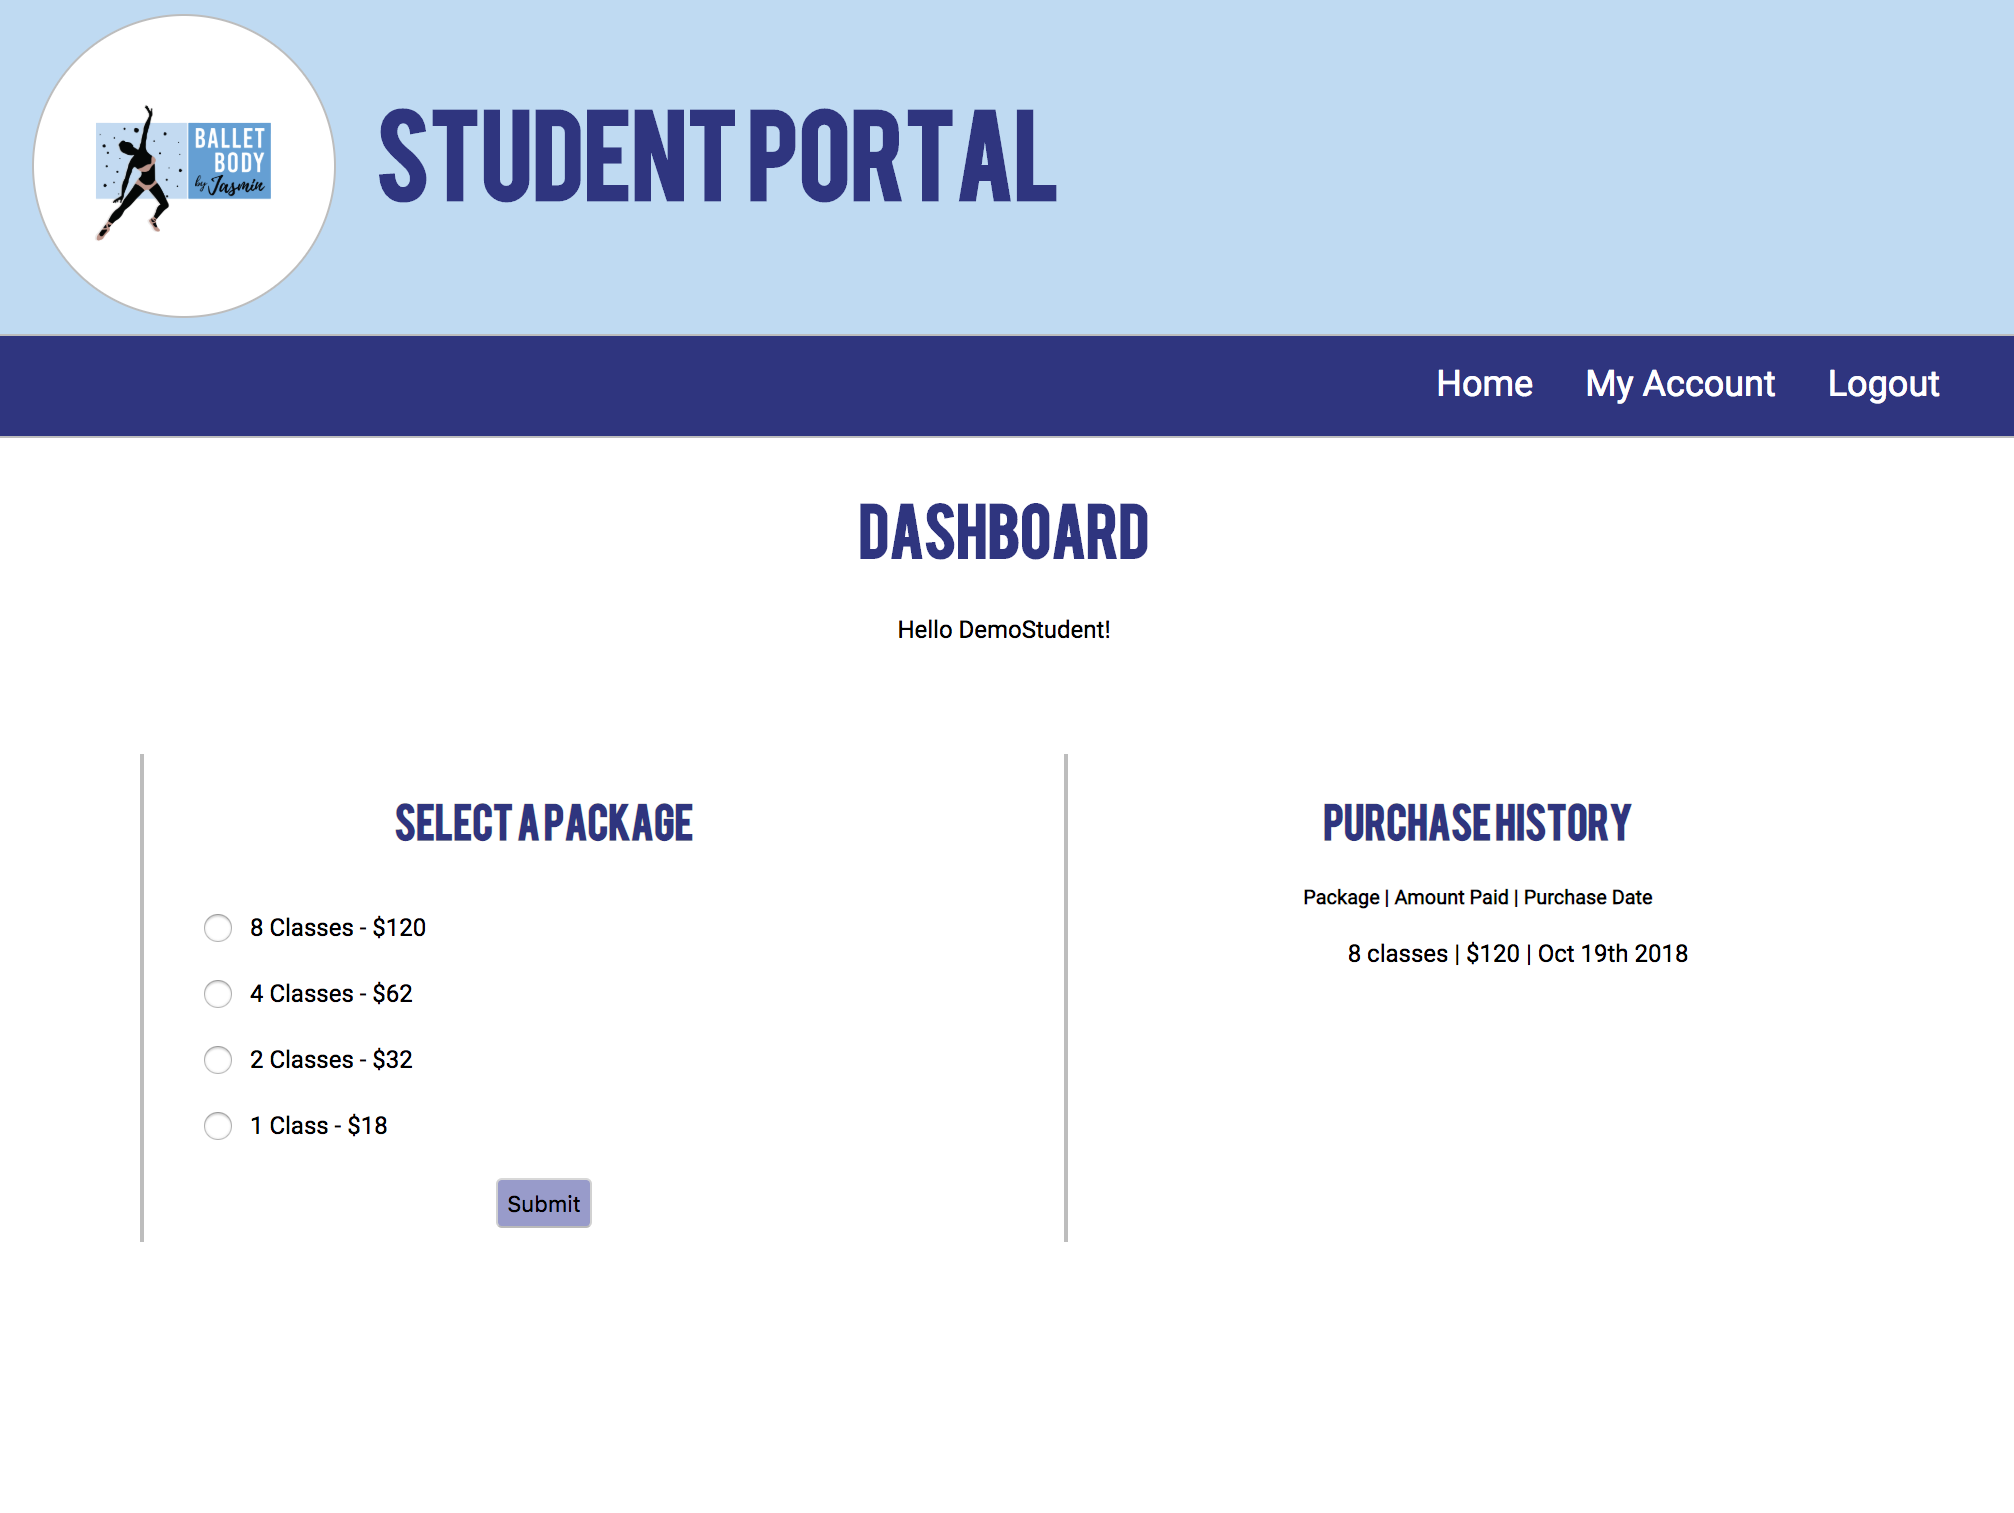 BALLET
BODY
by Jasmin
STUDENT PORTAL
Home My Account Logout
DASHBOARD
Hello DemoStudent!
SELECT A PACKAGE
8 Classes - $120
4 Classes - $62
2 Classes - $32
1 Class - $18
Submit
PURCHASE HISTORY
Package | Amount Paid | Purchase Date
8 classes | $120 | Oct 19th 2018